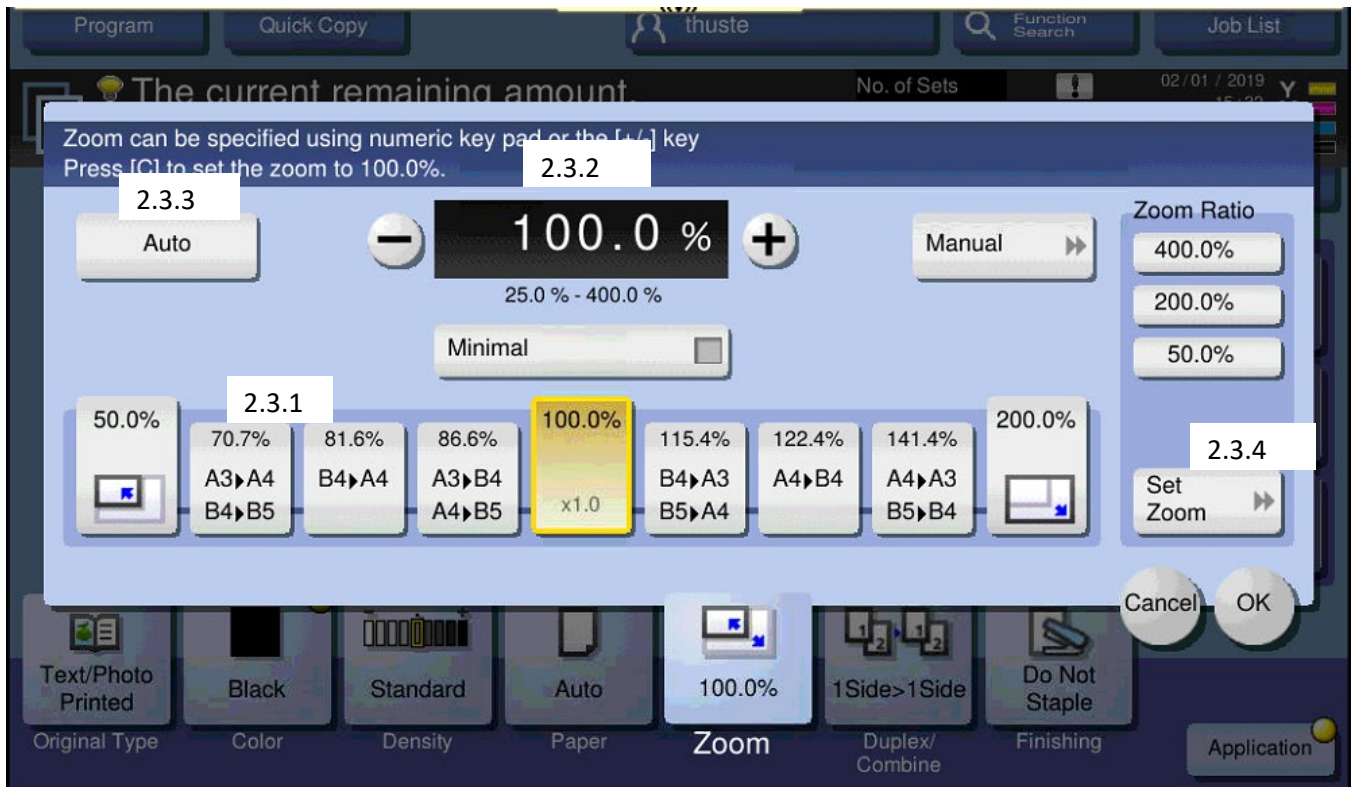 Program
Quick Copy
thuste
Function
Search
Job List
The current remaining amount.
No. of Sets
02/01 / 2019
Y
Zoom can be specified using numeric key pad or the [+/-] key
Press [C] to set the zoom to 100.0%.
2.3.2
2.3.3
Auto
100.0 %
Manual
25.0 % - 400.0 %
Minimal
Zoom Ratio
400.0%
200.0%
50.0%
2.3.1
50.0%
70.7%
A3▸A4
B4▸B5
81.6%
B4▸A4
86.6%
A3▸B4
A4▸B5
100.0%
x1.0
115.4%
B4▸A3
B5▸A4
122.4%
A4▸B4
141.4%
A4▸A3
B5▸B4
200.0%
2.3.4
Set
Zoom
Cancel
OK
Text/Photo
Printed
Original Type
Black
Color
Standard
Density
Auto
Paper
100.0%
Zoom
1 2 1 2
1Side>1Side
Duplex/
Combine
Do Not
Staple
Finishing
Application